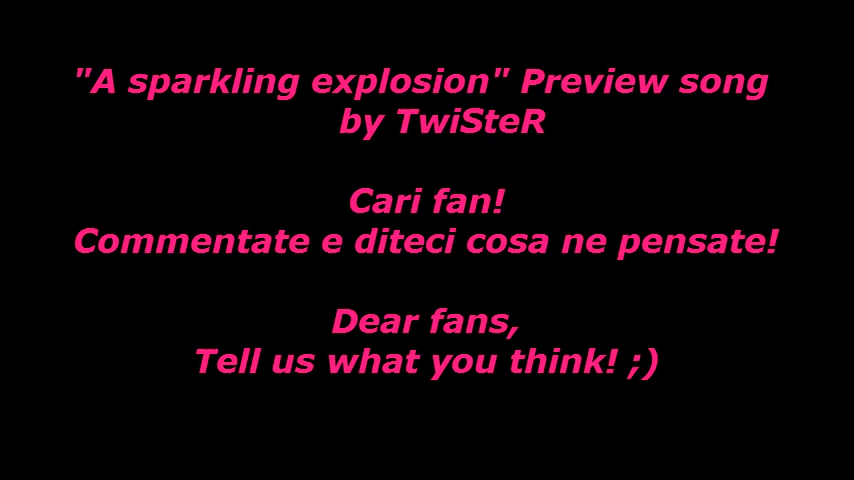 "A sparkling explosion" Preview song
by TwiSteR
Cari fan!
Commentate e diteci cosa ne pensate!
Dear fans,
Tell us what you think! ;)